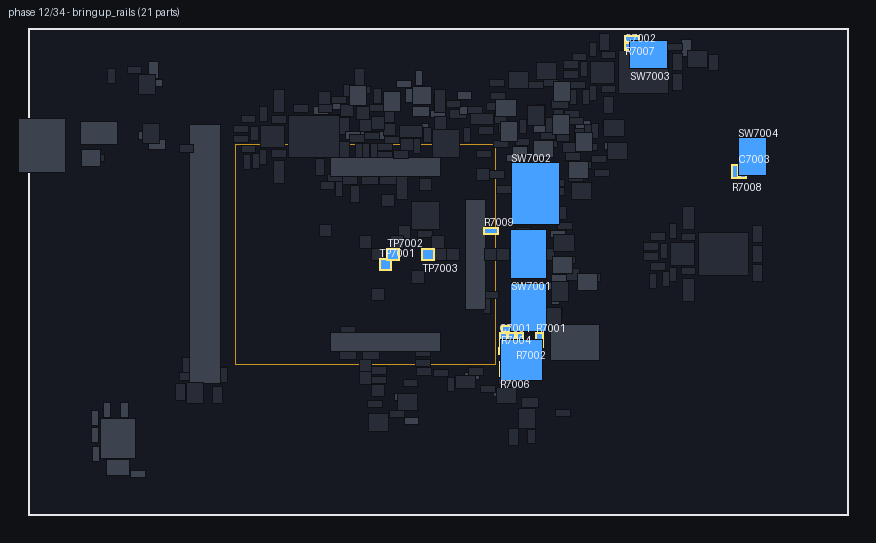 phase 12/34 - bringup_rails (21 parts)
R7007
SW7003
SW7004
C7003
R7008
SW7002
R7009
TP7002
TP7001
TP7003
SW7001
R7001
R7004
R7002
R7006